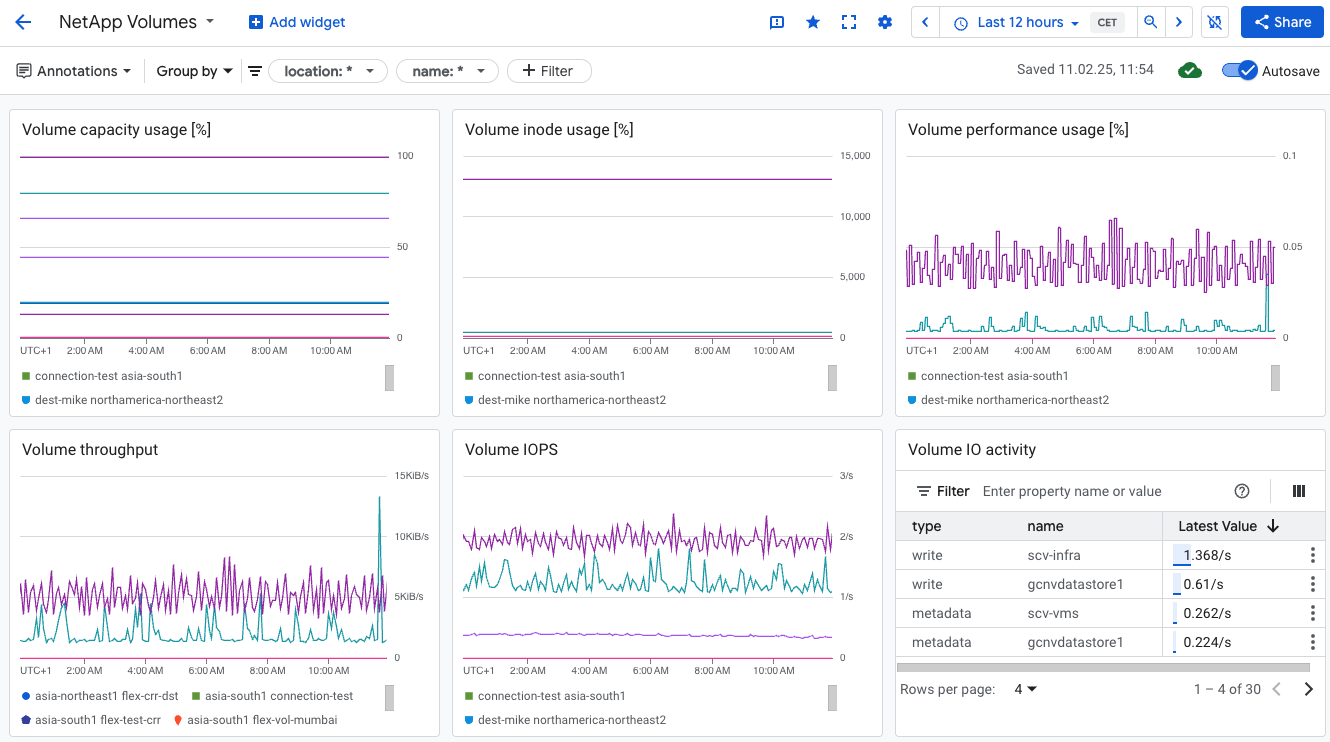 NetApp Volumes
Add widget
Last 12 hours
CET
Share
Annotations
Group by
location: *
name: *
Filter
Saved 11.02.25, 11:54
Autosave
Volume capacity usage [%]
100
50
0
UTC+1 2:00 AM 4:00 AM 6:00 AM 8:00 AM 10:00 AM
connection-test asia-south1
dest-mike northamerica-northeast2
Volume inode usage [%]
15,000
10,000
5,000
0
UTC+1 2:00 AM 4:00 AM 6:00 AM 8:00 AM 10:00 AM
connection-test asia-south1
dest-mike northamerica-northeast2
Volume performance usage [%]
0.1
0.05
0
UTC+1 2:00 AM 4:00 AM 6:00 AM 8:00 AM 10:00 AM
connection-test asia-south1
dest-mike northamerica-northeast2
Volume throughput
15KiB/s
10KiB/s
5KiB/s
0
UTC+1 2:00 AM 4:00 AM 6:00 AM 8:00 AM 10:00 AM
asia-northeast1 flex-crr-dst asia-south1 connection-test
asia-south1 flex-test-crr asia-south1 flex-vol-mumbai
Volume IOPS
3/s
2/s
1/s
0
UTC+1 2:00 AM 4:00 AM 6:00 AM 8:00 AM 10:00 AM
connection-test asia-south1
dest-mike northamerica-northeast2
Volume IO activity
Filter Enter property name or value
type name Latest Value
write scv-infra 1.368/s
write gcnvdatastore1 0.61/s
metadata scv-vms 0.262/s
metadata gcnvdatastore1 0.224/s
Rows per page: 4 1 – 4 of 30